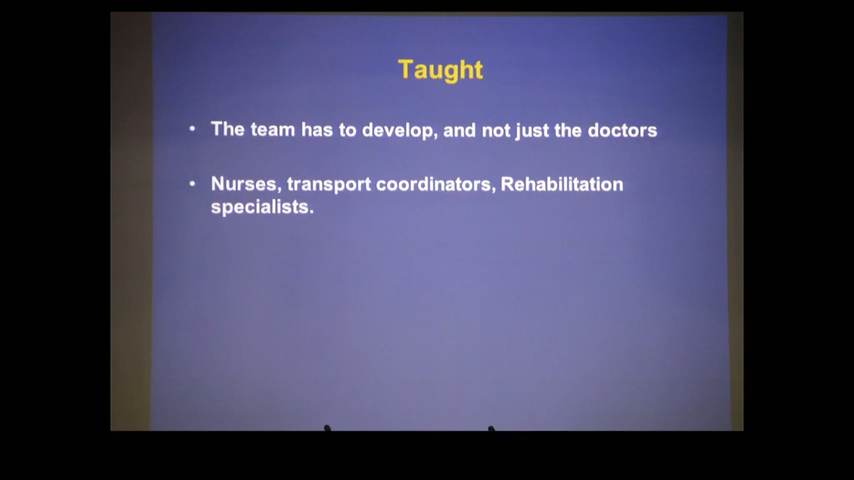 Taught
• The team has to develop, and not just the doctors
• Nurses, transport coordinators, Rehabilitation
specialists.